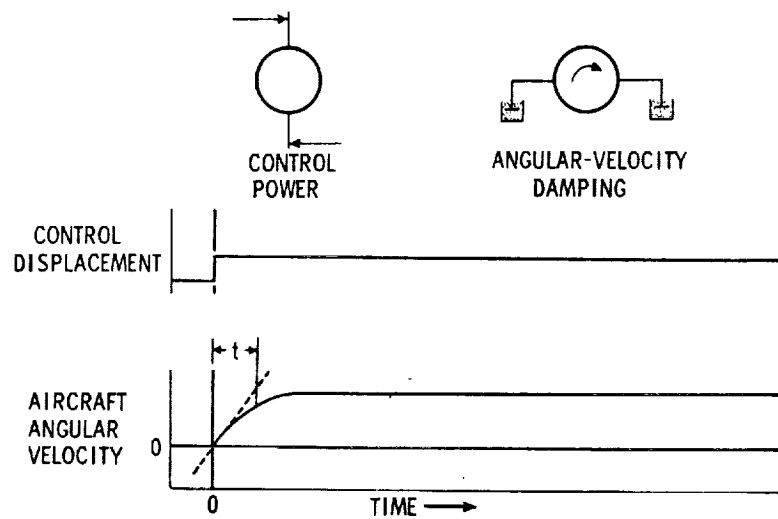 CONTROL
POWER
ANGULAR-VELOCITY
DAMPING
CONTROL
DISPLACEMENT
t
AIRCRAFT
ANGULAR
VELOCITY
0
0
TIME